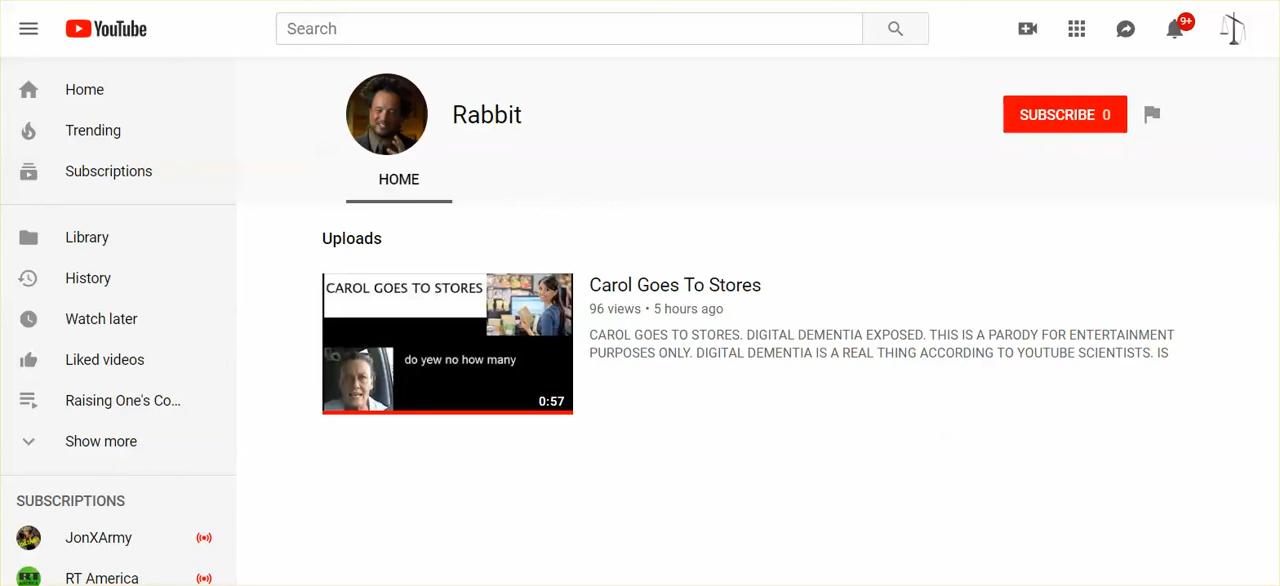 YouTube
Search
9+
Home
Trending
Subscriptions
Library
History
Watch later
Liked videos
Raising One's Co...
Show more
SUBSCRIPTIONS
JonXArmy
RT America
Rabbit
SUBSCRIBE 0
HOME
Uploads
CAROL GOES TO STORES
do yew no how many
0:57
Carol Goes To Stores
96 views • 5 hours ago
CAROL GOES TO STORES. DIGITAL DEMENTIA EXPOSED. THIS IS A PARODY FOR ENTERTAINMENT
PURPOSES ONLY. DIGITAL DEMENTIA IS A REAL THING ACCORDING TO YOUTUBE SCIENTISTS. IS
RT